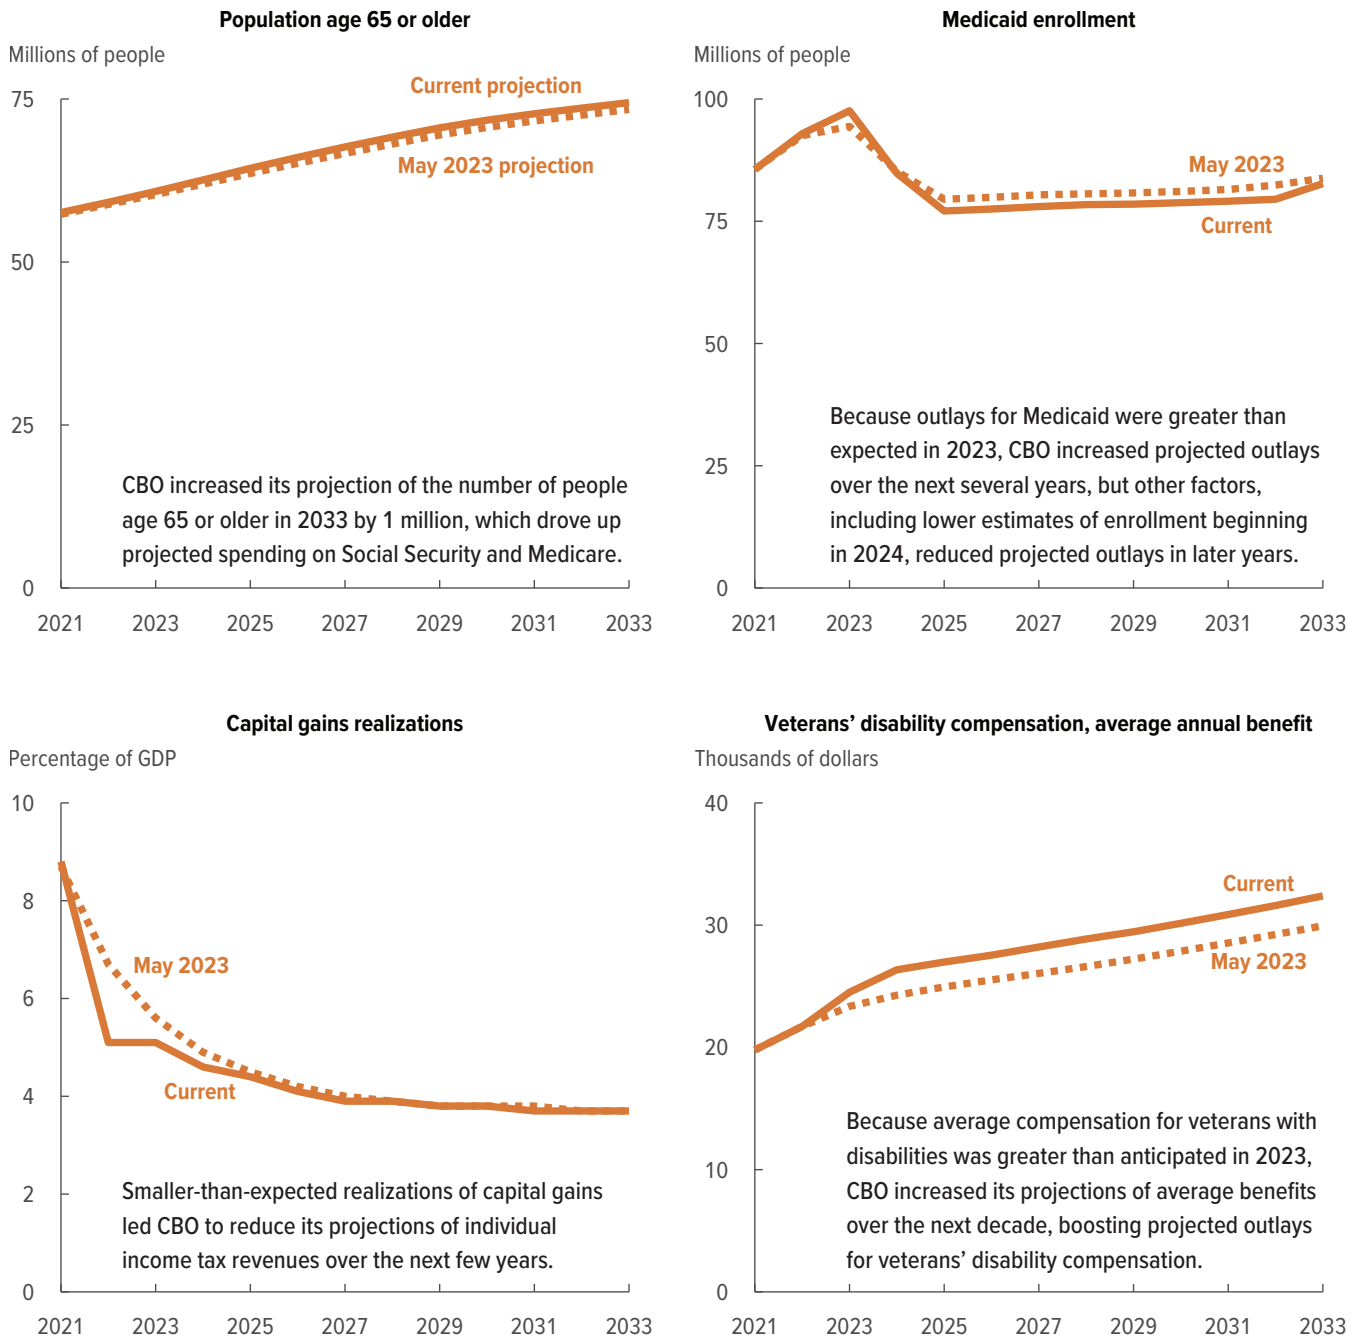 Population age 65 or older
Millions of people
75
50
25
0
Current projection
May 2023 projection
CBO increased its projection of the number of people
age 65 or older in 2033 by 1 million, which drove up
projected spending on Social Security and Medicare.
2021 2023 2025 2027 2029 2031 2033
Medicaid enrollment
Millions of people
100
75
50
25
0
May 2023
Current
Because outlays for Medicaid were greater than
expected in 2023, CBO increased projected outlays
over the next several years, but other factors,
including lower estimates of enrollment beginning
in 2024, reduced projected outlays in later years.
2021 2023 2025 2027 2029 2031 2033
Capital gains realizations
Percentage of GDP
10
8
6
4
2
0
May 2023
Current
Smaller-than-expected realizations of capital gains
led CBO to reduce its projections of individual
income tax revenues over the next few years.
2021 2023 2025 2027 2029 2031 2033
Veterans’ disability compensation, average annual benefit
Thousands of dollars
40
30
20
10
0
Current
May 2023
Because average compensation for veterans with
disabilities was greater than anticipated in 2023,
CBO increased its projections of average benefits
over the next decade, boosting projected outlays
for veterans’ disability compensation.
2021 2023 2025 2027 2029 2031 2033